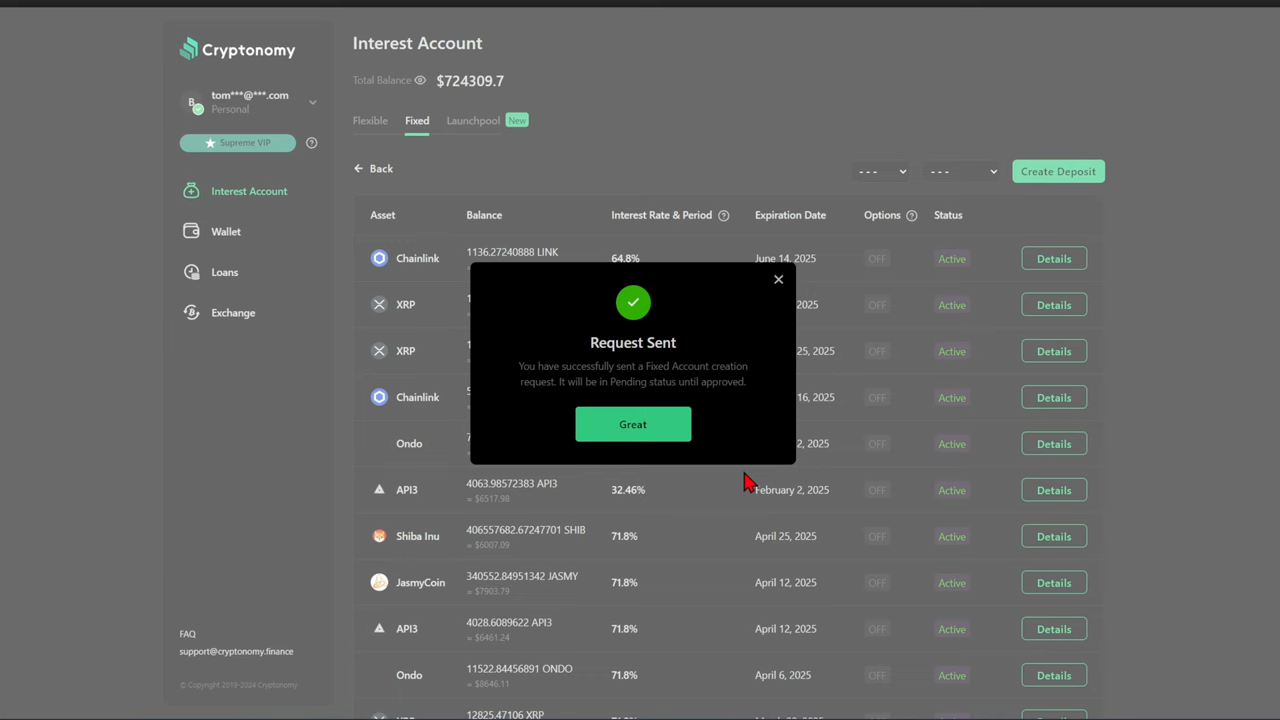 Cryptonomy
tom***@***.com
Personal
Supreme VIP
Interest Account
Wallet
Loans
Exchange
FAQ
support@cryptonomy.finance
© Copyright 2019-2024 Cryptonomy
Interest Account
Total Balance $724309.7
Flexible Fixed Launchpool New
Back
--- --- Create Deposit
Asset Balance Interest Rate & Period Expiration Date Options Status
Chainlink 1136.27240888 LINK 64.8% June 14, 2025 OFF Active Details
XRP 2025 OFF Active Details
XRP 25, 2025 OFF Active Details
Chainlink 16, 2025 OFF Active Details
Ondo 2, 2025 OFF Active Details
API3 4063.98572383 API3 32.46% February 2, 2025 OFF Active Details
≈ $6517.98
Shiba Inu 406557682.67247701 SHIB 71.8% April 25, 2025 OFF Active Details
≈ $6007.09
JasmyCoin 340552.84951342 JASMY 71.8% April 12, 2025 OFF Active Details
≈ $7903.79
API3 4028.6089622 API3 71.8% April 12, 2025 OFF Active Details
≈ $6461.24
Ondo 11522.84456891 ONDO 71.8% April 6, 2025 OFF Active Details
≈ $8646.11
12825.47106 XRP
Request Sent
You have successfully sent a Fixed Account creation
request. It will be in Pending status until approved.
Great